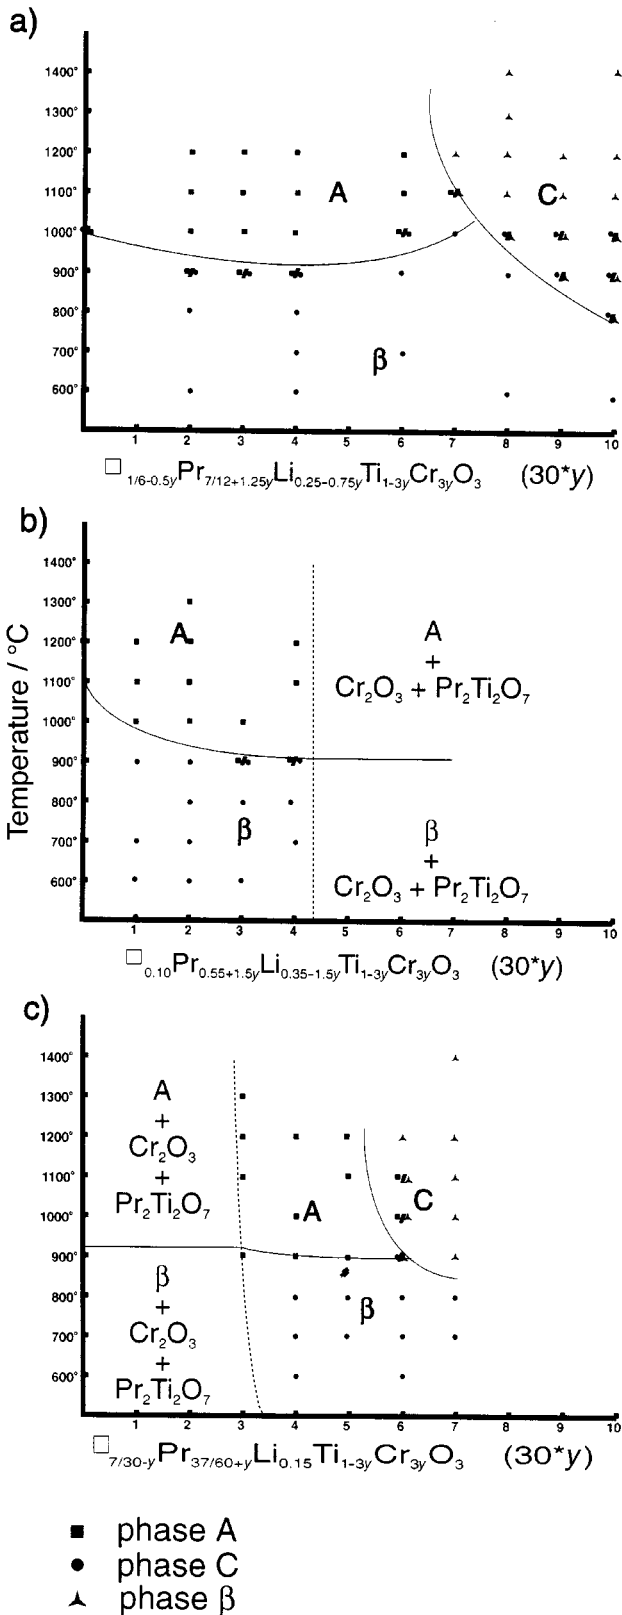 a)
1400°
1300°
1200°
A
1100°
C
1000°
900°
800°
700°
β
600°
1 2 3 4 5 6 7 8 9 10
□1/6-0.5yPr7/12+1.25yLi0.25-0.75yTi1-3yCr3yO3 (30*y)
b)
Temperature / °C
1400°
1300°
A
A
1200°
+
Cr2O3 + Pr2Ti2O7
1100°
1000°
900°
800°
β
β
700°
+
Cr2O3 + Pr2Ti2O7
600°
1 2 3 4 5 6 7 8 9 10
□0.10Pr0.55+1.5yLi0.35-1.5yTi1-3yCr3yO3 (30*y)
c)
1400°
1300°
1200°
1100°
1000°
900°
800°
700°
600°
A
+
Cr2O3
+
Pr2Ti2O7
A
C
β
+
Cr2O3
+
Pr2Ti2O7
β
1 2 3 4 5 6 7 8 9 10
□7/30-yPr37/60+yLi0.15Ti1-3yCr3yO3 (30*y)
phase A
phase C
phase β